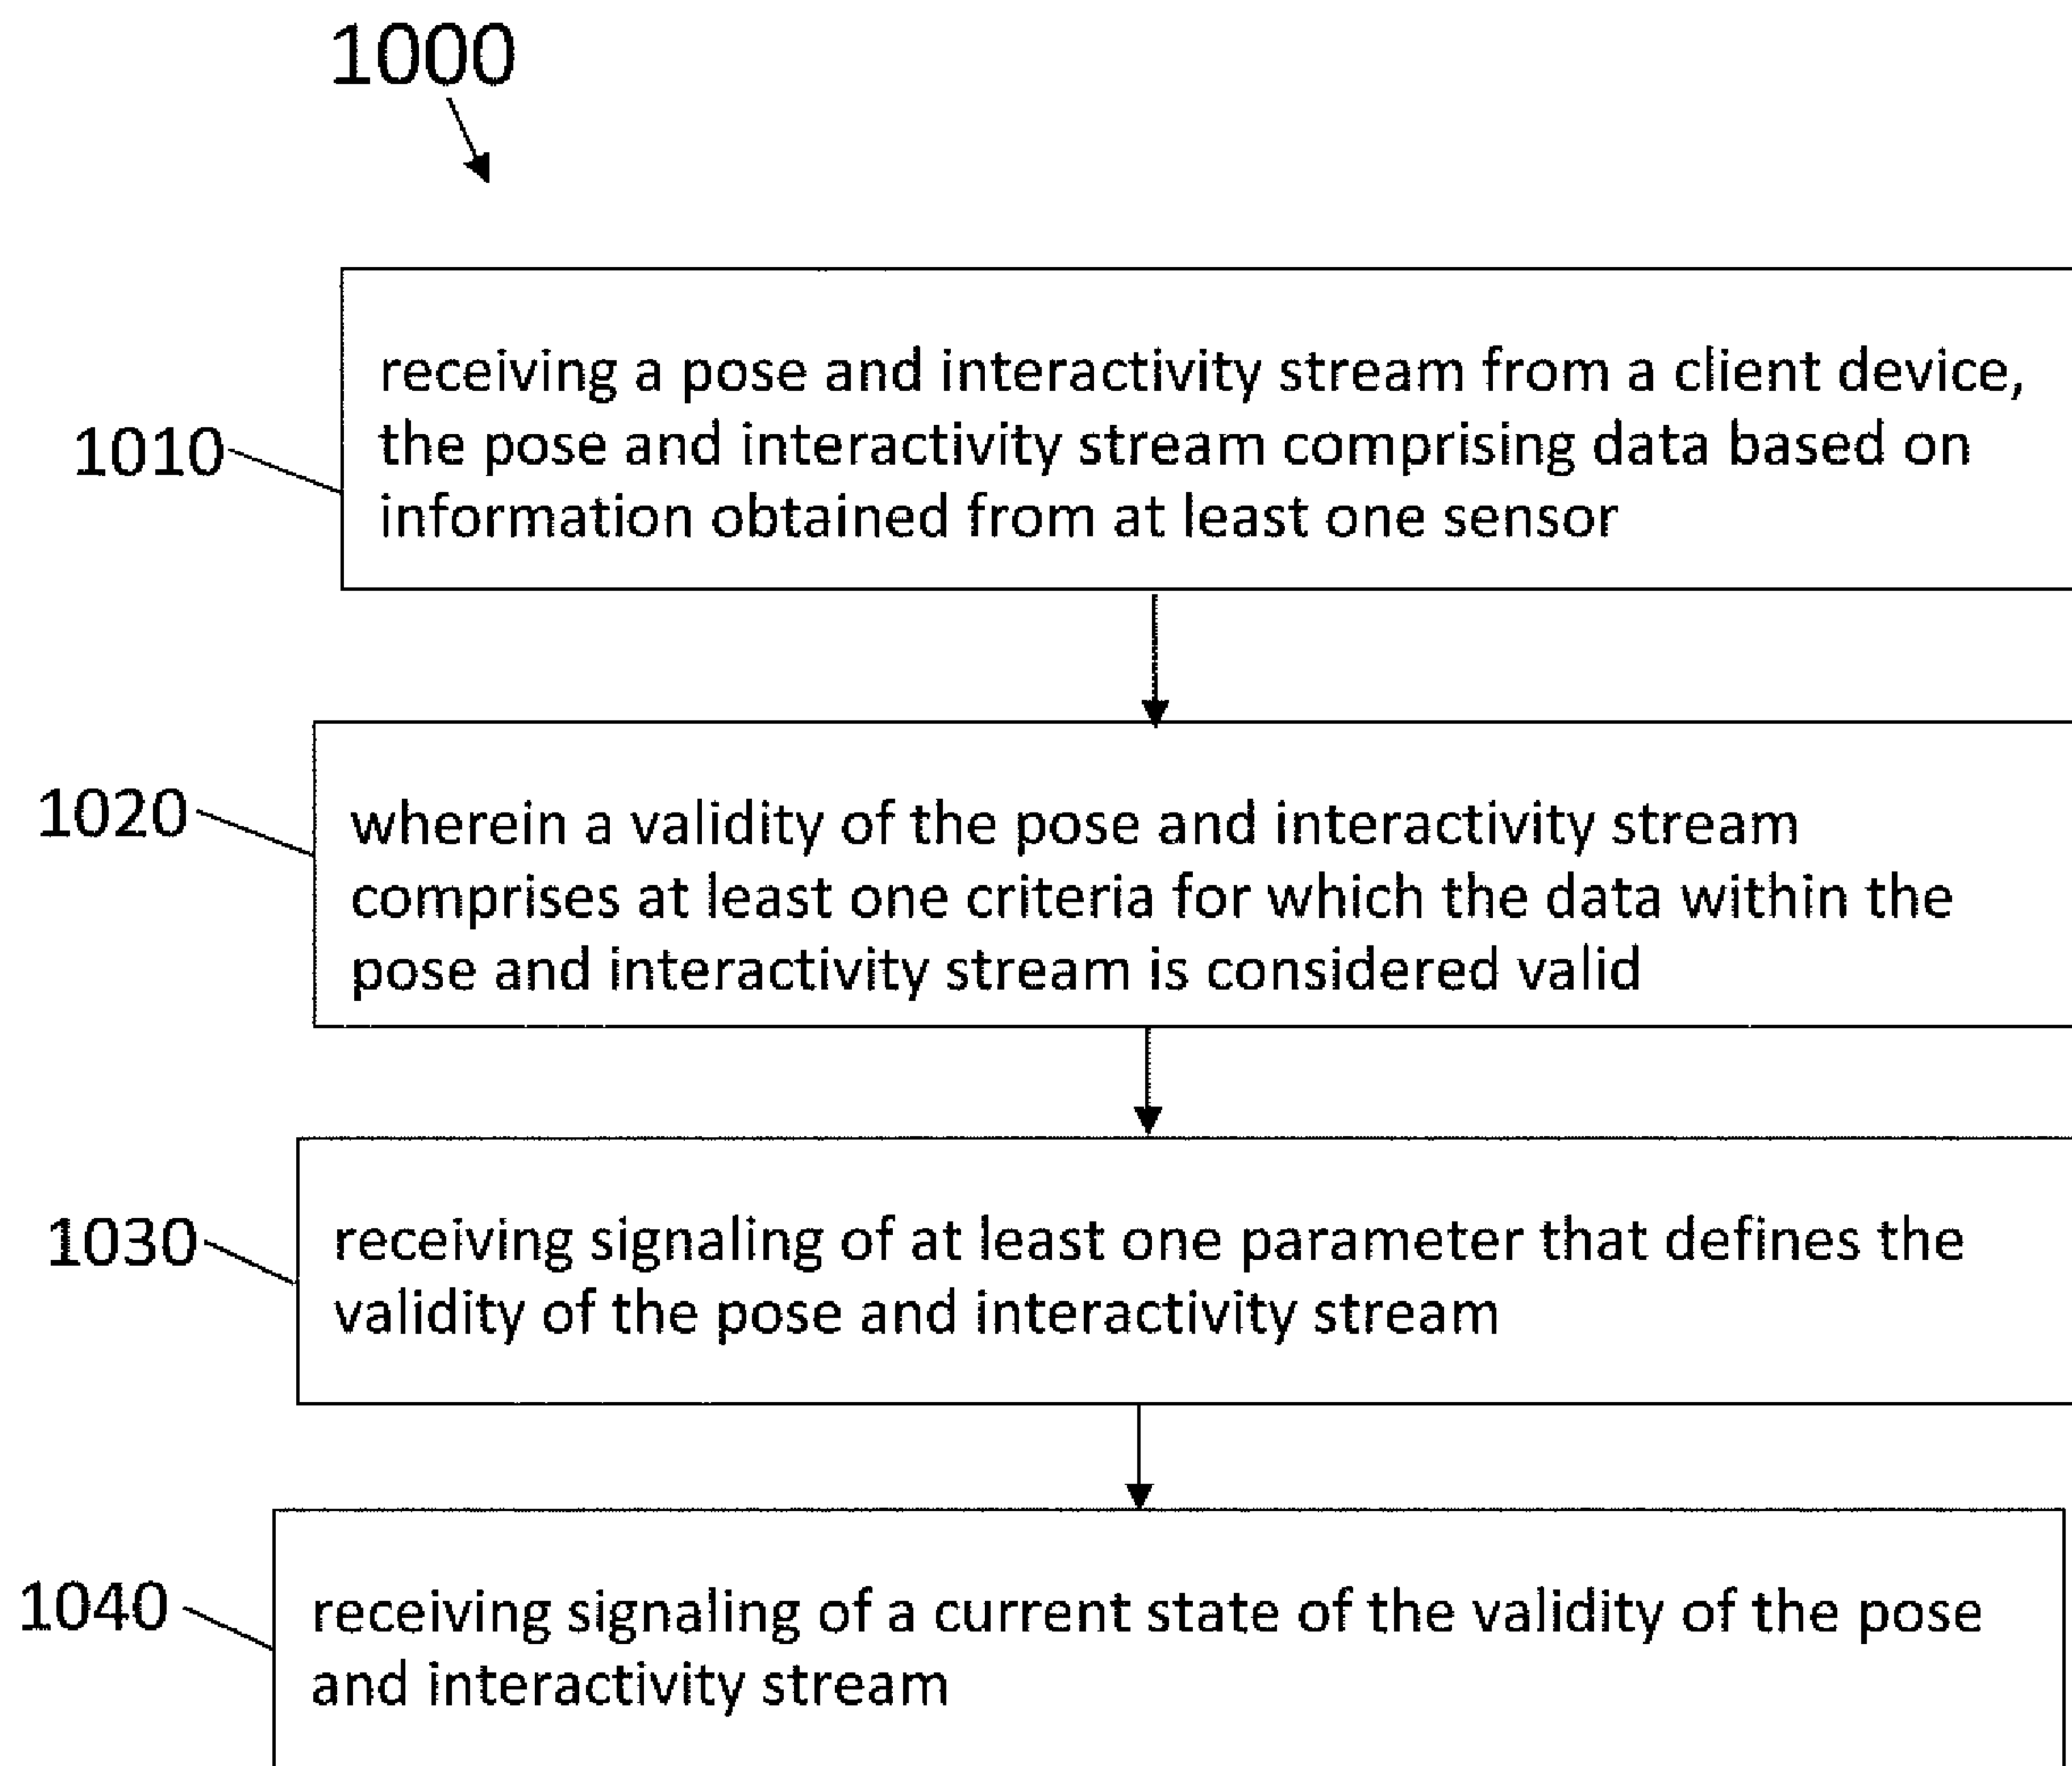 1000
1010
receiving a pose and interactivity stream from a client device,
the pose and interactivity stream comprising data based on
information obtained from at least one sensor
1020
wherein a validity of the pose and interactivity stream
comprises at least one criteria for which the data within the
pose and interactivity stream is considered valid
1030
receiving signaling of at least one parameter that defines the
validity of the pose and interactivity stream
1040
receiving signaling of a current state of the validity of the pose
and interactivity stream